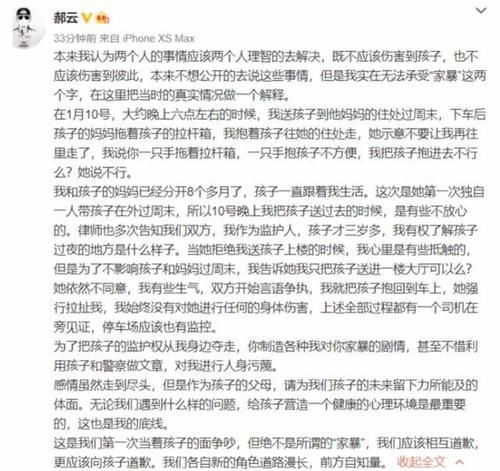 郝云
33分钟前 来自 iPhone XS Max
本来我认为两个人的事情应该两个人理智的去解决，既不应该伤害到孩子，也不
应该伤害到彼此，本来不想公开的去说这些事情，但是我实在无法承受“家暴”这两
个字，在这里把当时的真实情况做一个解释。
在1月10号，大约晚上六点左右的时候，我送孩子到他妈妈的住处过周末，下车后
孩子的妈妈拖着孩子的拉杆箱，我抱着孩子往她的住处走，她示意不要让我再往
里走了，我说你一只手拖着拉杆箱，一只手抱孩子不方便，我把孩子抱进去不行
么？她说不行。
我和孩子的妈妈已经分开8个多月了，孩子一直跟着我生活。这次是她第一次独自
一人带孩子在外过周末，所以10号晚上我把孩子送过去的时候，是有些不放心
的。律师也多次告知我们双方，我作为监护人，孩子才三岁多，我有权了解孩子
过夜的地方是什么样子。当她拒绝我送孩子上楼的时候，我心里是有些抵触的，
但是为了不影响孩子和妈妈过周末，我告诉她我只把孩子送进一楼大厅可以么？
她依然不同意，我有些生气，双方开始言语争执，我就把孩子抱回到车上，她强
行拉扯我，我始终没有对她进行任何的身体伤害，上述全部过程都有一个司机在
旁见证，停车场应该也有监控。
为了把孩子的监护权从我身边夺走，你制造各种我对你家暴的剧情，甚至不惜利
用孩子和警察做文章，对我进行人身污蔑。
感情虽然走到尽头，但是作为孩子的父母，请为我们孩子的未来留下力所能及的
体面。无论我们遇到什么样的问题，给孩子营造一个健康的心理环境是最重要
的，这也是我的底线。
这是我们第一次当着孩子的面争吵，但绝不是所谓的“家暴”，我们应该相互道歉，
更应该向孩子道歉。我们各自新的角色道路漫长，前方自知量。 收起全文